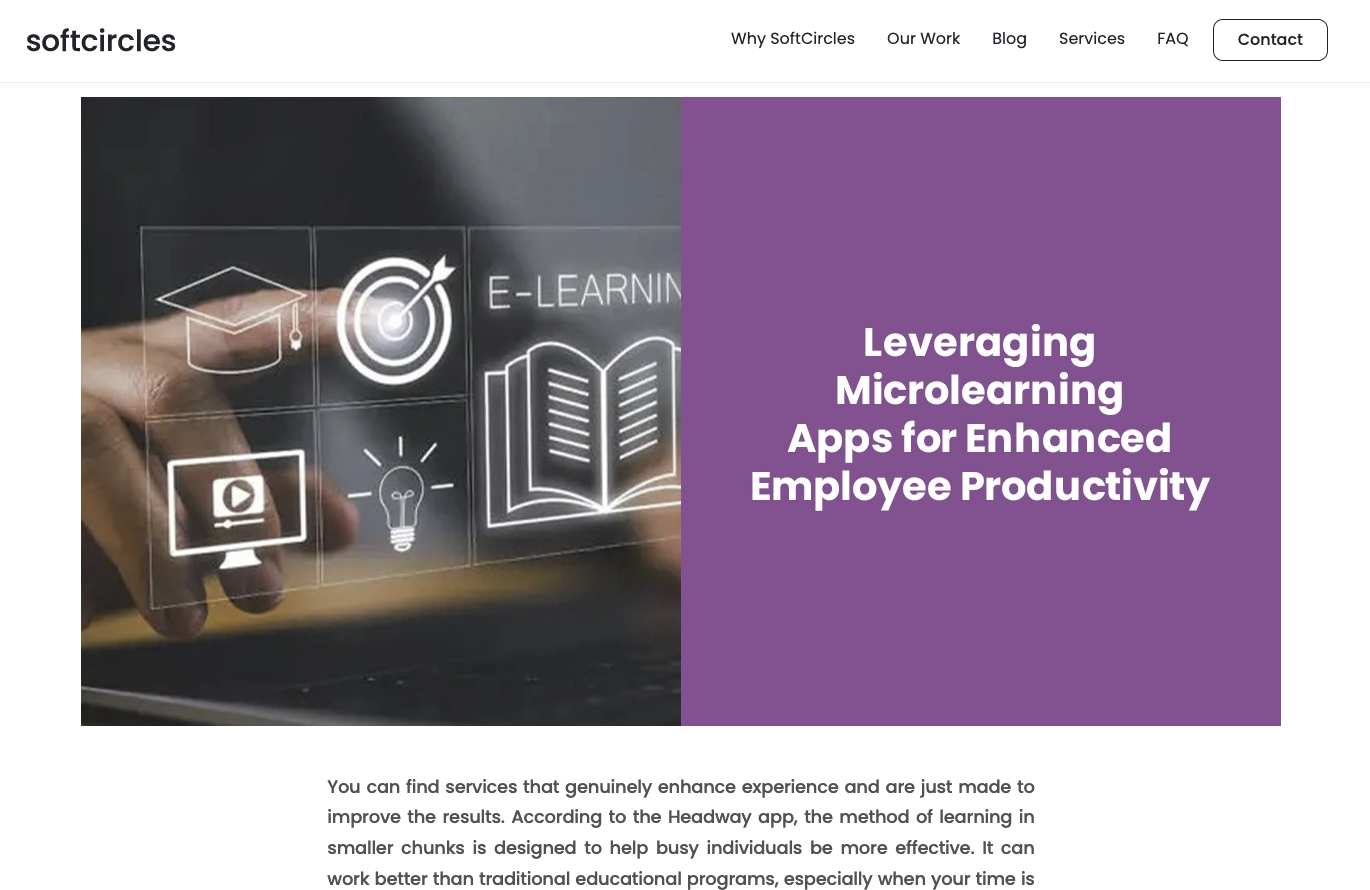 softcircles
Why SoftCircles
Our Work
Blog
Services
FAQ
Contact
E-LEARNIN
Leveraging
Microlearning
Apps for Enhanced
Employee Productivity
You can find services that genuinely enhance experience and are just made to
improve the results. According to the Headway app, the method of learning in
smaller chunks is designed to help busy individuals be more effective. It can
work better than traditional educational programs, especially when your time is